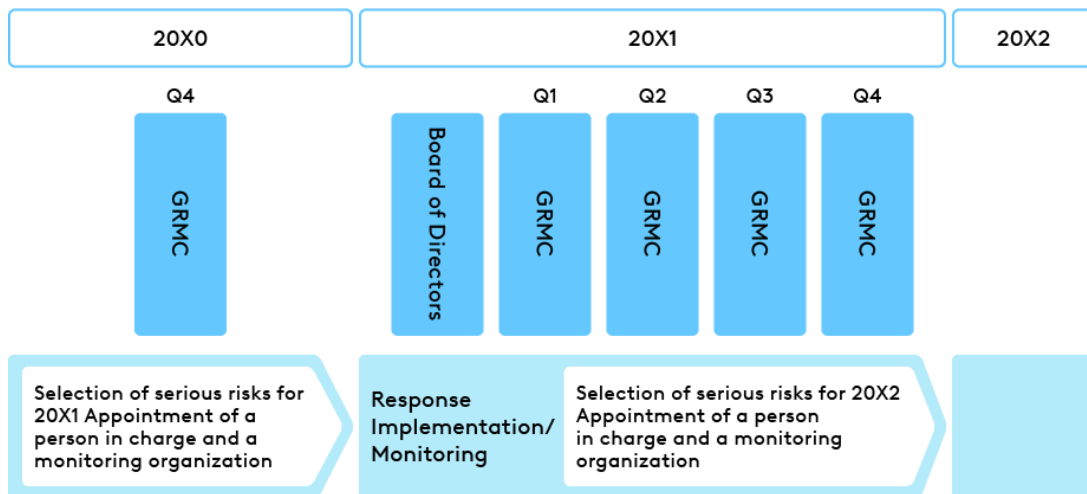 20X0
20X1
20X2
Q4
Q1
Q2
Q3
Q4
GRMC
Board of Directors
GRMC
GRMC
GRMC
GRMC
Selection of serious risks for
20X1 Appointment of a
person in charge and a
monitoring organization
Response
Implementation/
Monitoring
Selection of serious risks for 20X2
Appointment of a person
in charge and a monitoring
organization